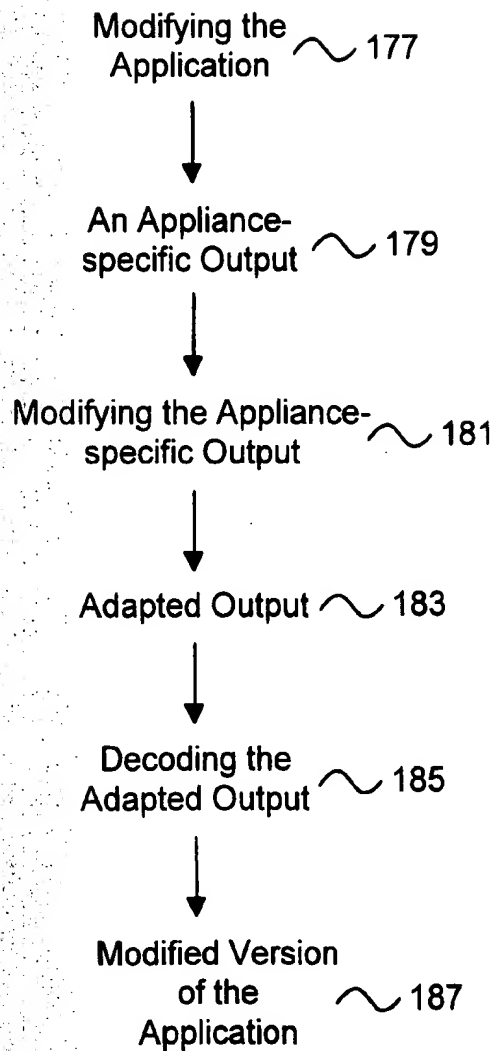 Modifying the
Application 177
An Appliance-
specific Output 179
Modifying the Appliance-
specific Output 181
Adapted Output 183
Decoding the
Adapted Output 185
Modified Version
of the
Application 187